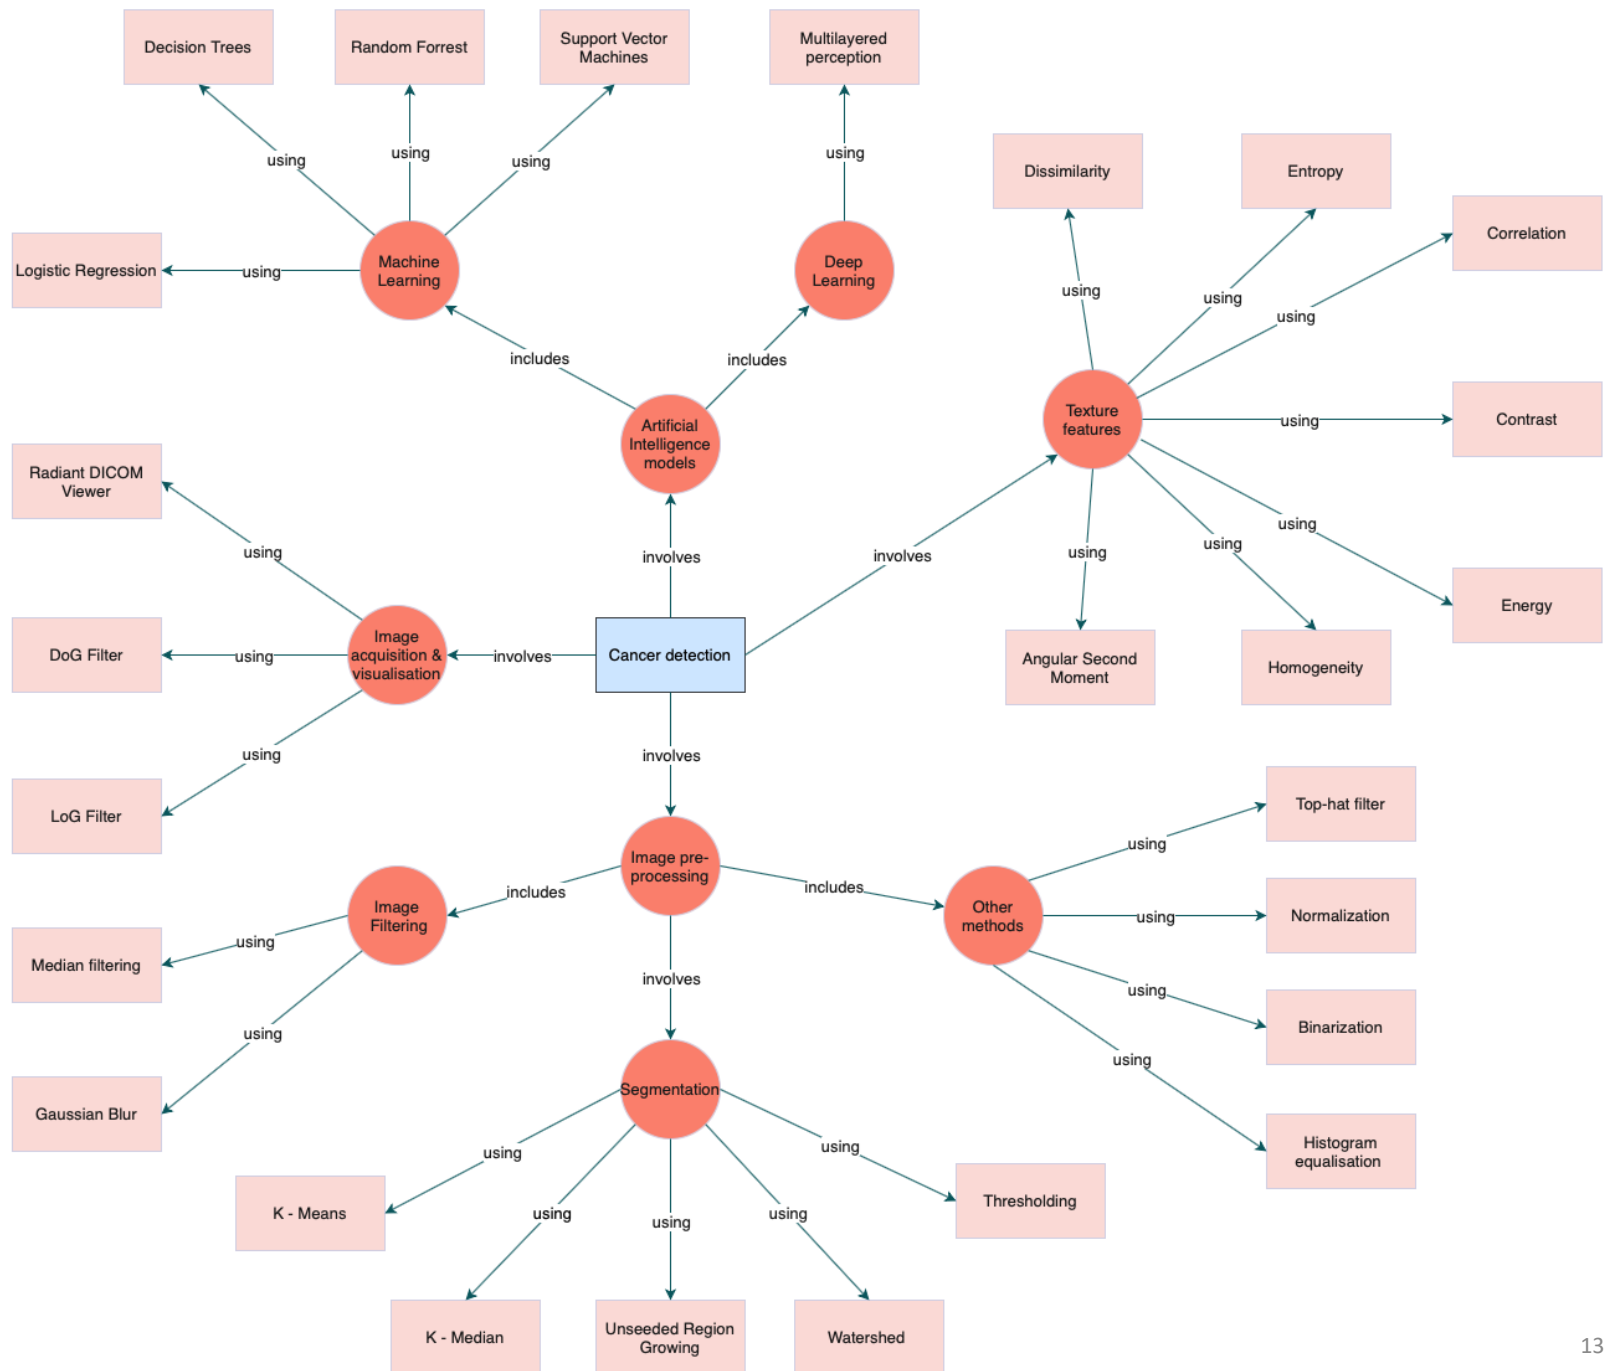 Decision Trees
Random Forrest
Support Vector
Machines
Multilayered
perception
using
using
using
using
Dissimilarity
Entropy
Correlation
Logistic Regression
using
Machine
Learning
Deep
Learning
using
using
using
includes
includes
Texture
features
using
Contrast
Artificial
Intelligence
models
Radiant DICOM
Viewer
using
involves
involves
using
using
using
Energy
DoG Filter
using
Image
acquisition &
visualisation
involves
Cancer detection
Angular Second
Moment
Homogeneity
using
involves
LoG Filter
Top-hat filter
using
Image pre-
processing
includes
includes
Image
Filtering
Other
methods
using
Normalization
Median filtering
using
involves
using
Binarization
using
using
Gaussian Blur
Segmentation
Histogram
equalisation
using
using
using
using
using
K - Means
Thresholding
K - Median
Unseeded Region
Growing
Watershed
13